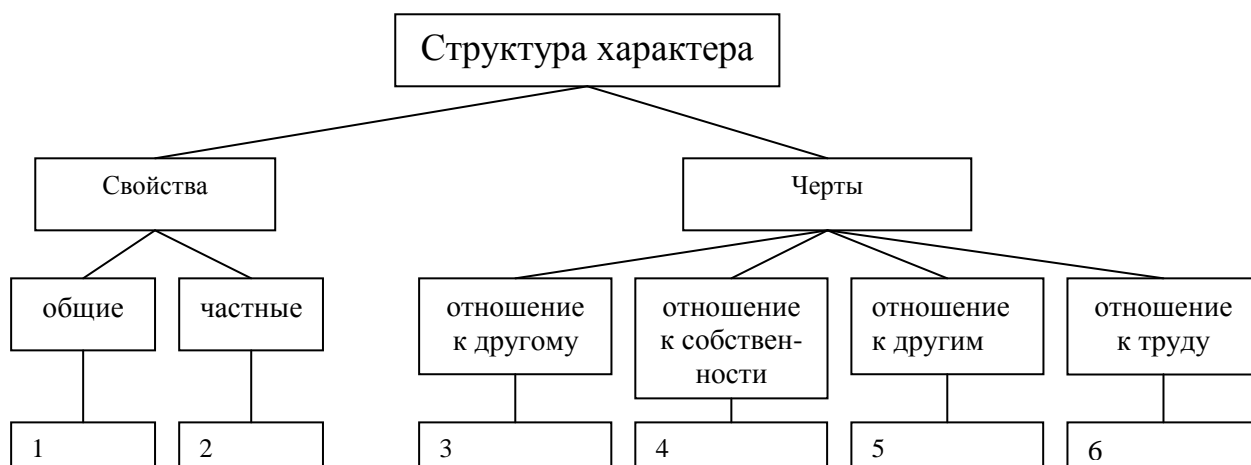 Структура характера
Свойства
Черты
общие
частные
отношение
к другому
отношение
к собствен-
ности
отношение
к другим
отношение
к труду
1
2
3
4
5
6